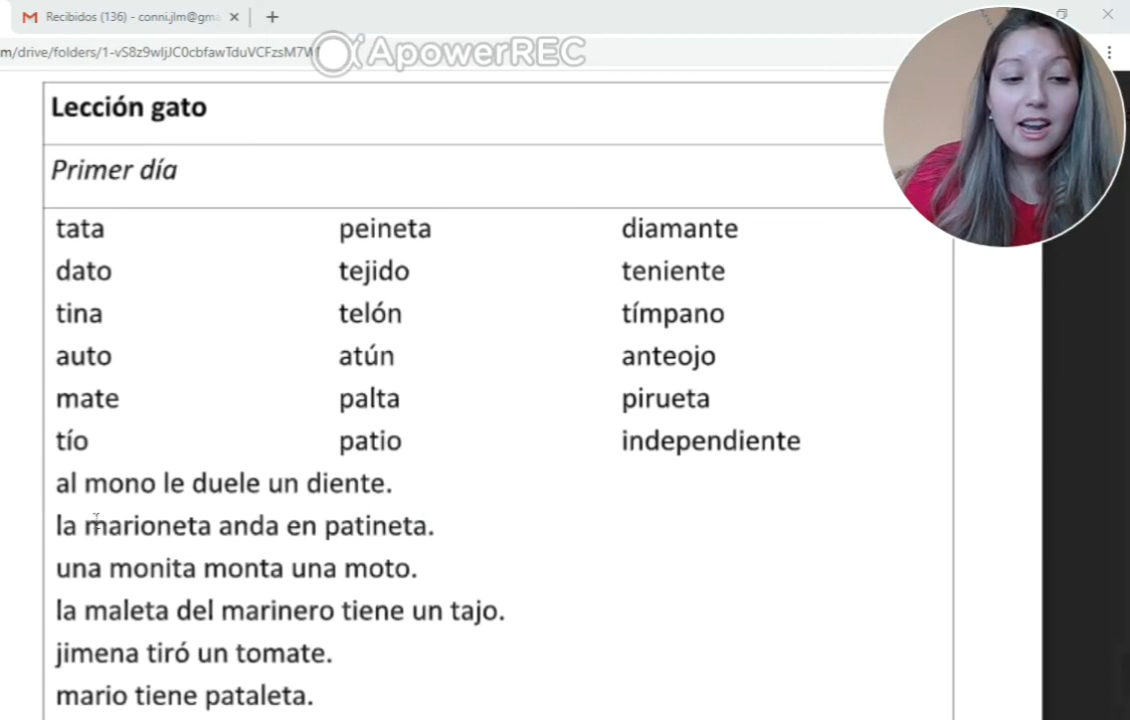 Recibidos (136) - conni.jlm@gma
m/drive/folders/1-vS8z9wIjJC0cbfawTduVCFzsM7W
ApowerREC
Lección gato
Primer día
tata peineta diamante
dato tejido teniente
tina telón tímpano
auto atún anteojo
mate palta pirueta
tío patio independiente
al mono le duele un diente.
la marioneta anda en patineta.
una monita monta una moto.
la maleta del marinero tiene un tajo.
jimena tiró un tomate.
mario tiene pataleta.